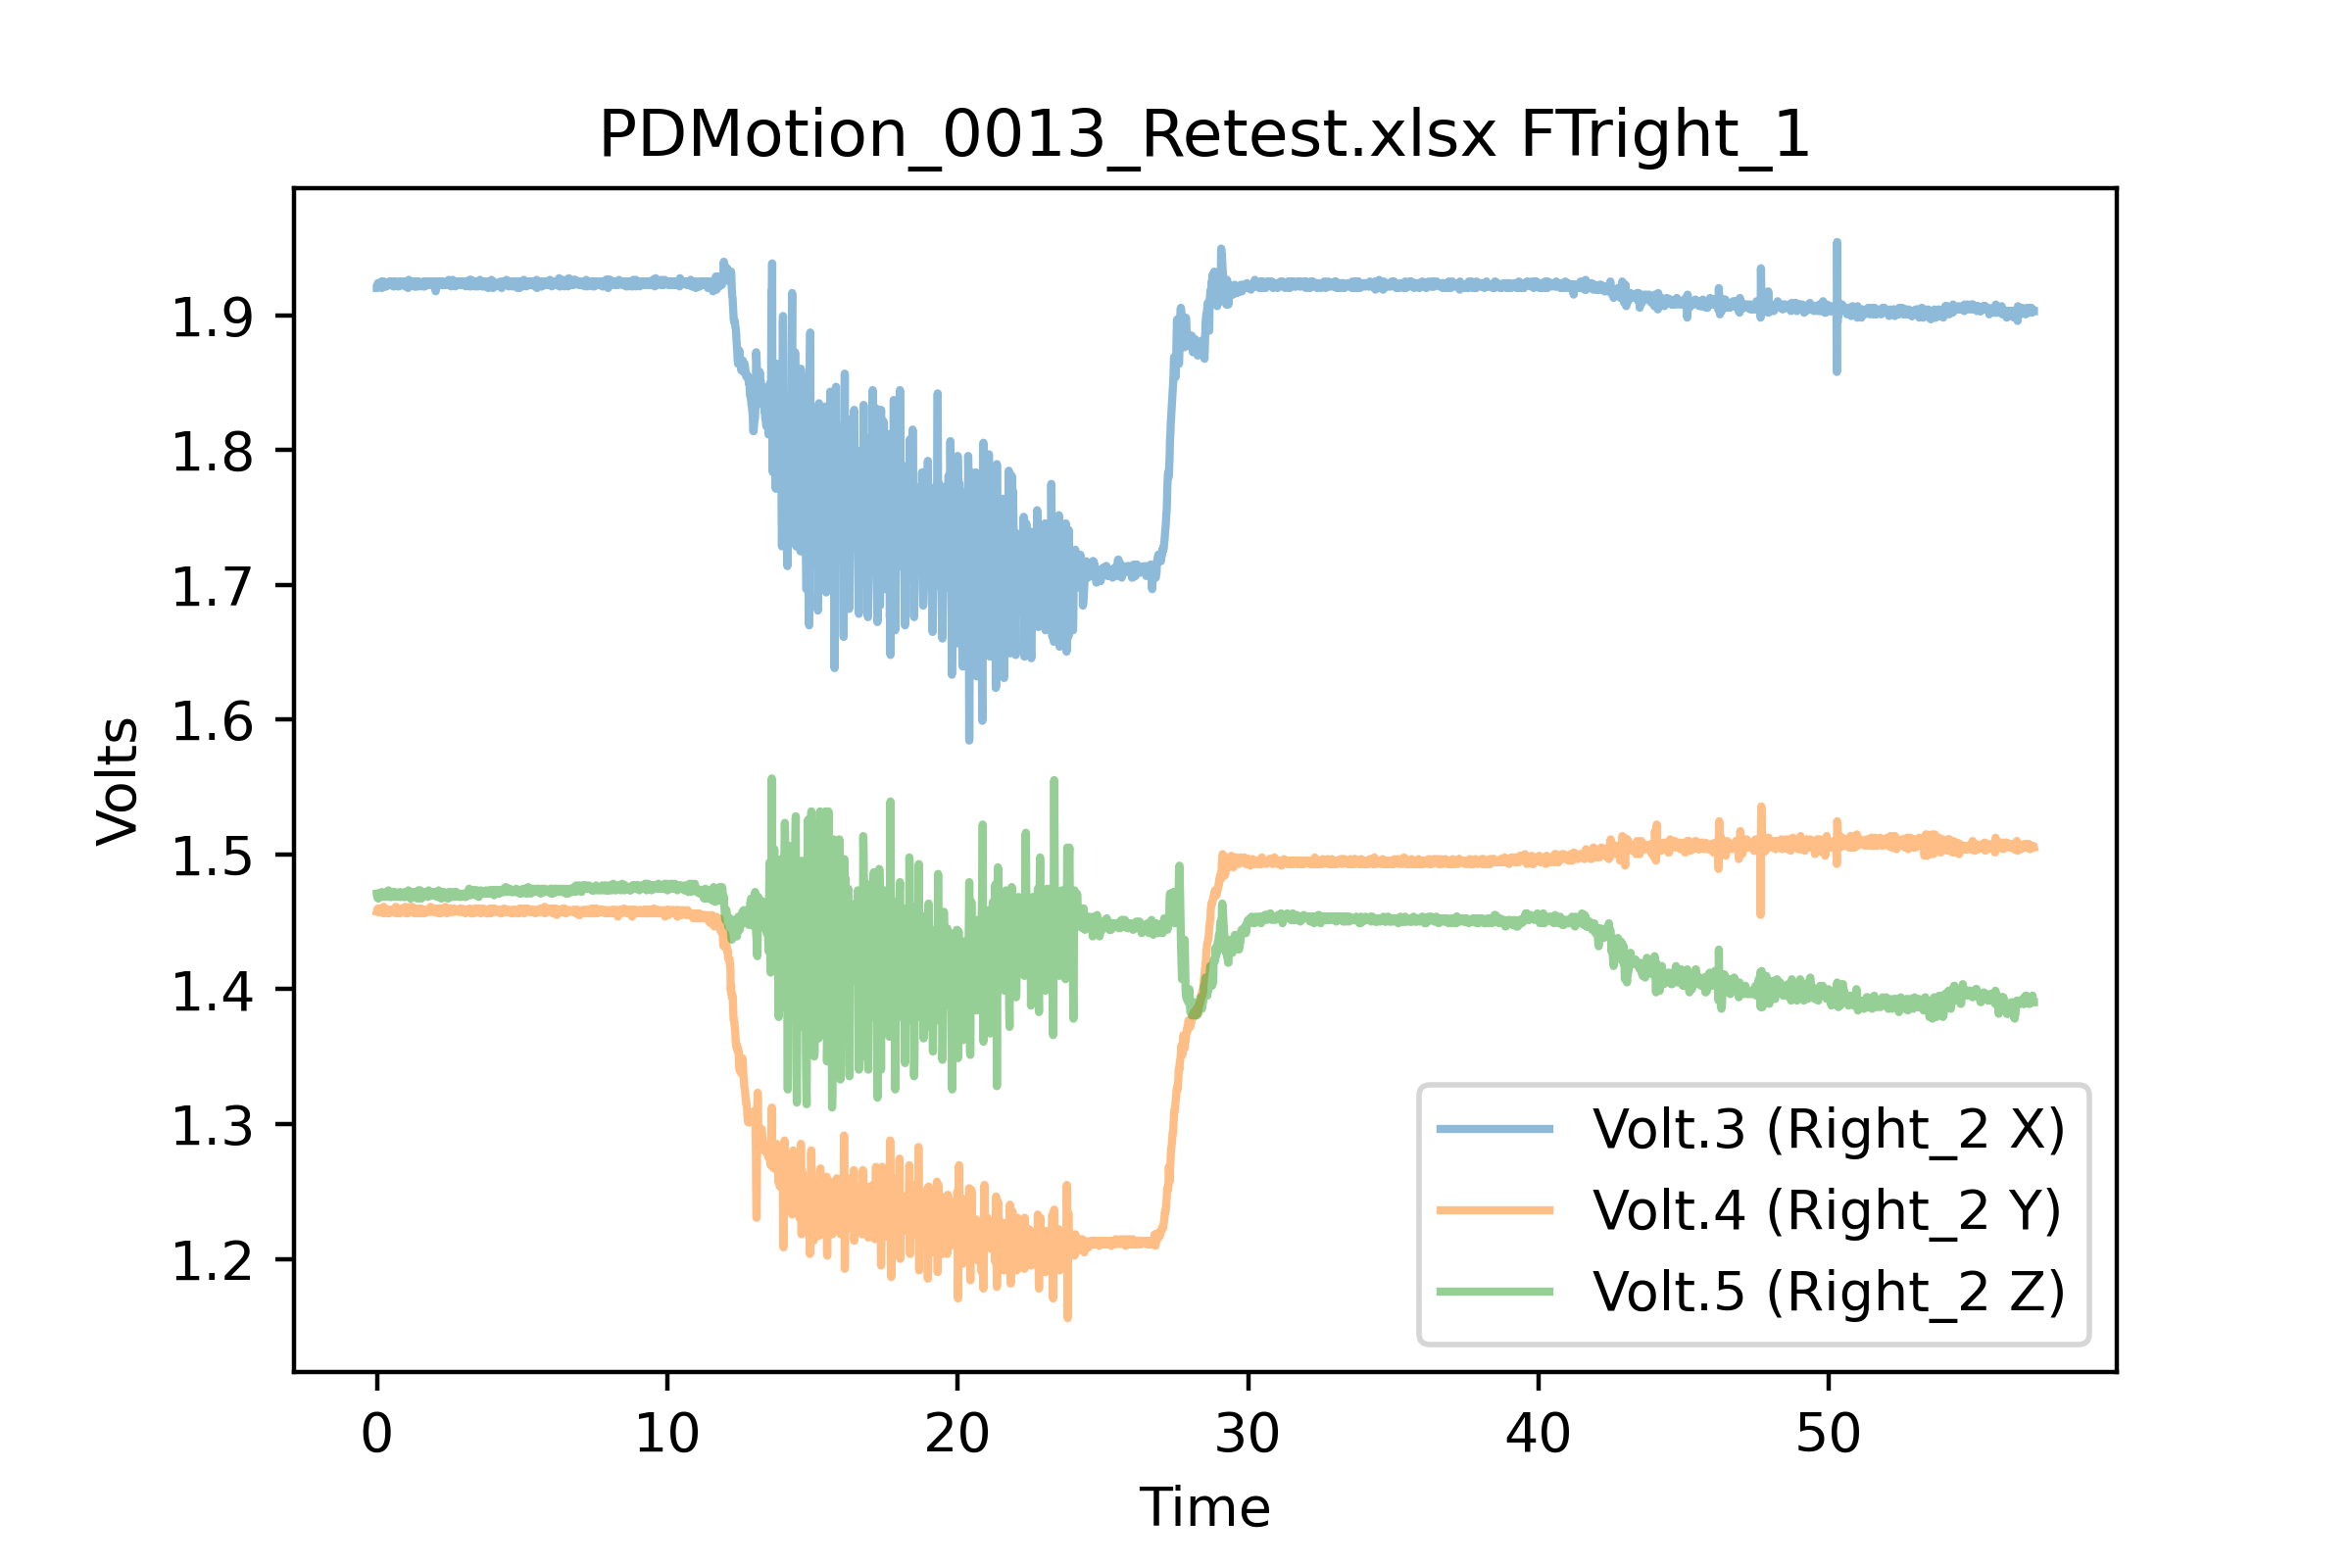 PDMotion_0013_Retest.xlsx FTright_1
Volts
1.9
1.8
1.7
1.6
1.5
1.4
1.3
1.2
Volt.3 (Right_2 X)
Volt.4 (Right_2 Y)
Volt.5 (Right_2 Z)
0 10 20 30 40 50
Time